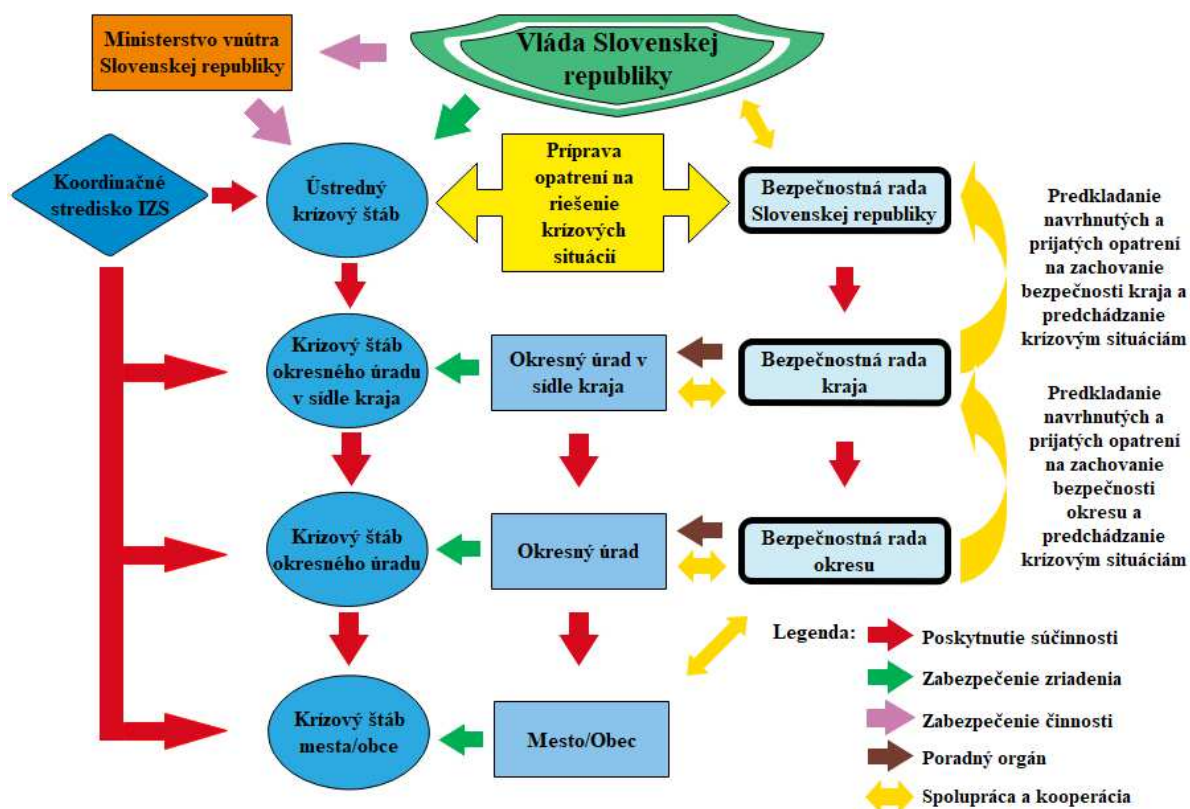 Ministerstvo vnútra
Slovenskej republiky
Vláda Slovenskej
republiky
Koordinačné
stredisko IZS
Ústredný
krízový štáb
Príprava
opatrení na
riešenie
krízových
situácií
Bezpečnostná rada
Slovenskej republiky
Predkladanie
navrhnutých a
prijatých opatrení
na zachovanie
bezpečnosti kraja a
predchádzanie
krízovým situáciám
Krízový štáb
okresného úradu
v sídle kraja
Okresný úrad v
sídle kraja
Bezpečnostná rada
kraja
Predkladanie
navrhnutých a
prijatých opatrení
na zachovanie
bezpečnosti
okresu a
predchádzanie
krízovým situáciám
Krízový štáb
okresného úradu
Okresný úrad
Bezpečnostná rada
okresu
Krízový štáb
mesta/obce
Mesto/Obec
Legenda:
Poskytnutie súčinnosti
Zabezpečenie zriadenia
Zabezpečenie činnosti
Poradný orgán
Spolupráca a kooperácia